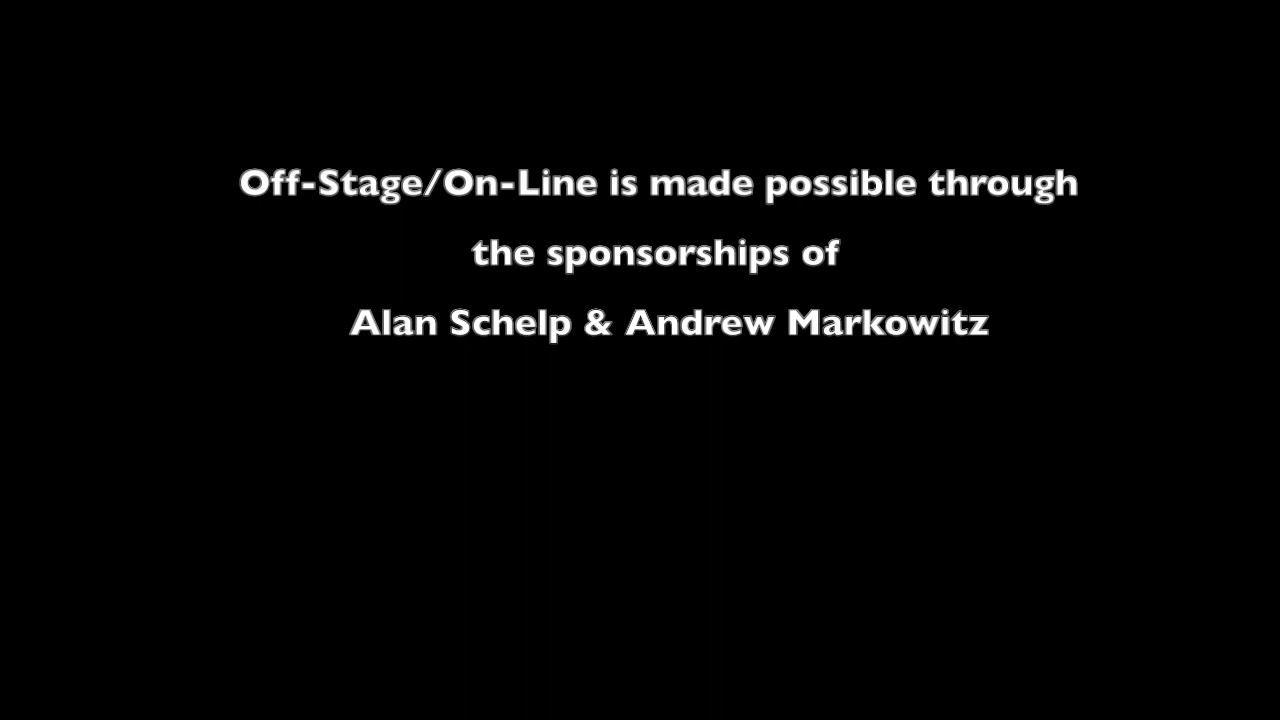 Off-Stage/On-Line is made possible through
the sponsorships of
Alan Schelp & Andrew Markowitz